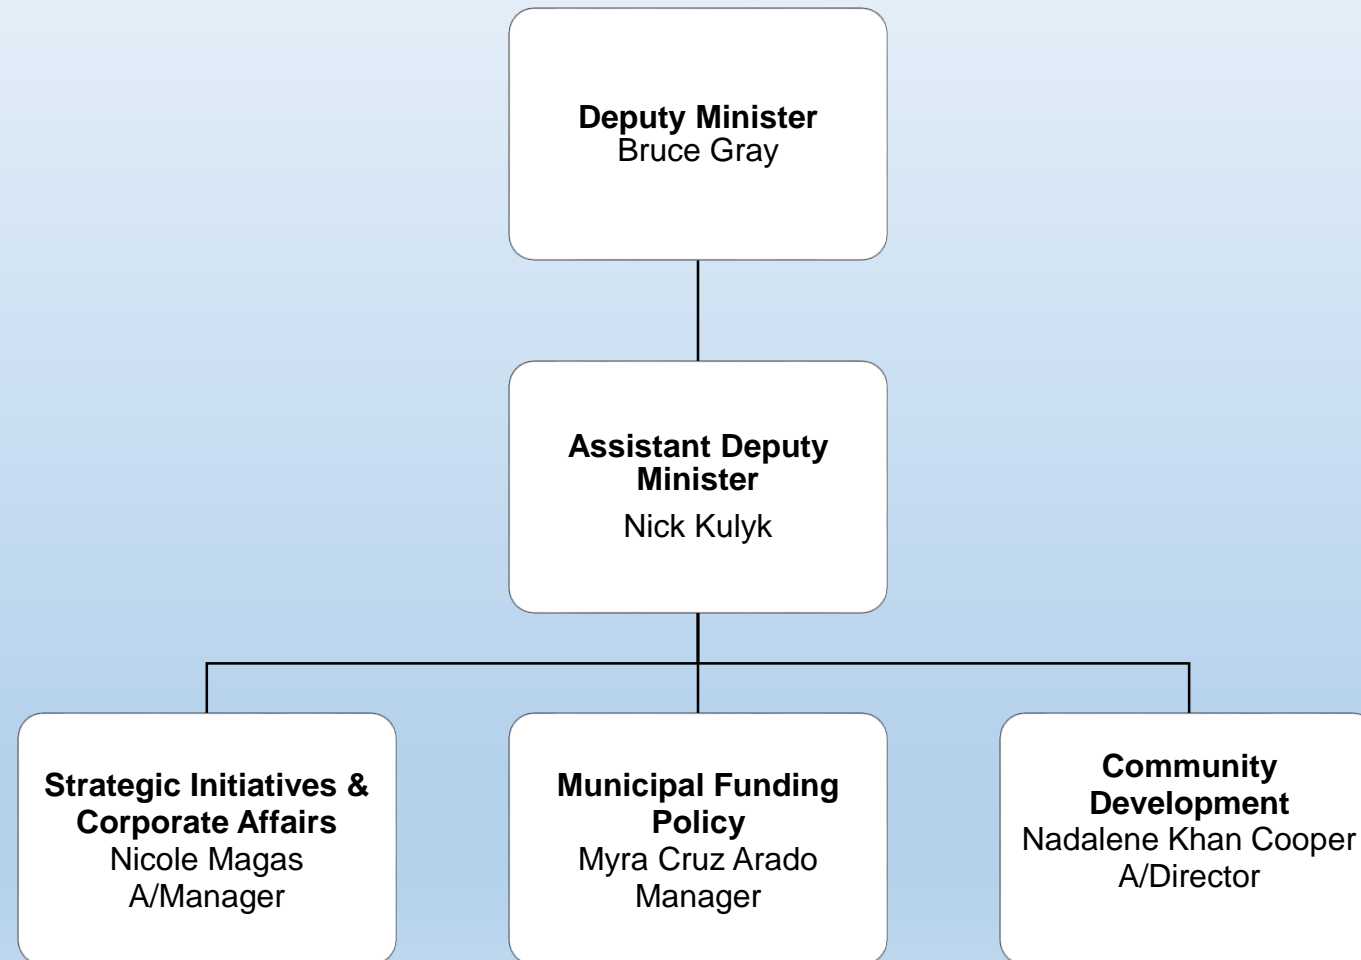 Deputy Minister
Bruce Gray
Assistant Deputy
Minister
Nick Kulyk
Strategic Initiatives &
Corporate Affairs
Nicole Magas
A/Manager
Municipal Funding
Policy
Myra Cruz Arado
Manager
Community
Development
Nadalene Khan Cooper
A/Director